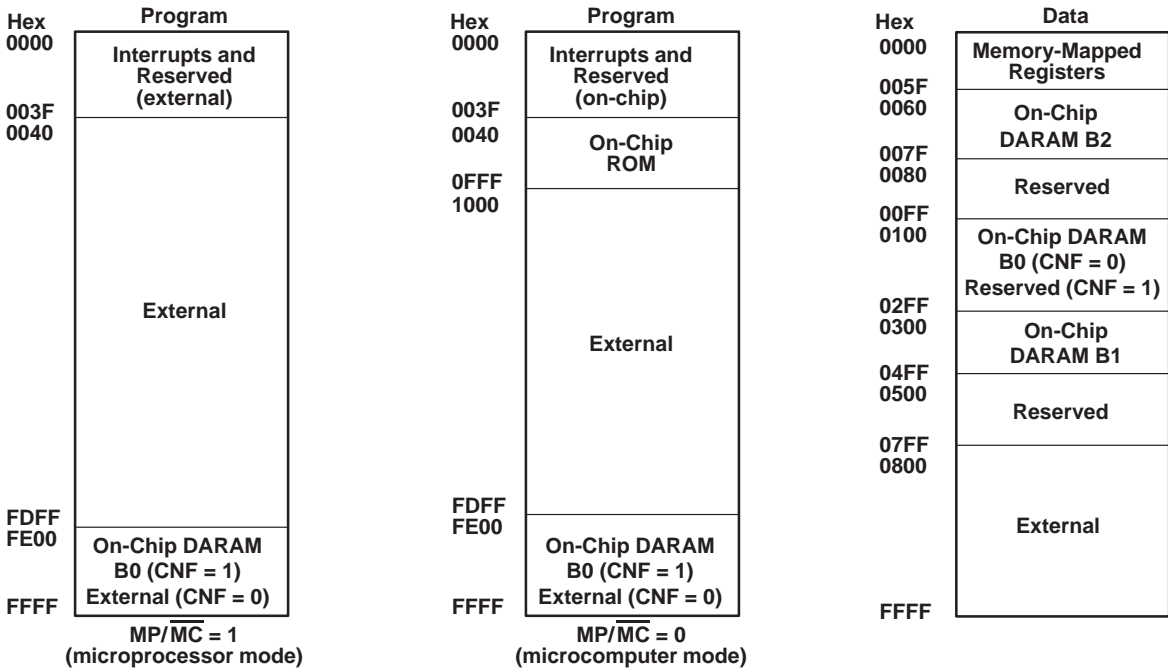 Hex
Program
0000
Interrupts and
Reserved
(external)
003F
0040
External
FDFF
FE00
On-Chip DARAM
B0 (CNF = 1)
External (CNF = 0)
FFFF
MP/M̅C̅ = 1
(microprocessor mode)
Hex
Program
0000
Interrupts and
Reserved
(on-chip)
003F
0040
On-Chip
ROM
0FFF
1000
External
FDFF
FE00
On-Chip DARAM
B0 (CNF = 1)
External (CNF = 0)
FFFF
MP/M̅C̅ = 0
(microcomputer mode)
Hex
Data
0000
Memory-Mapped
Registers
005F
0060
On-Chip
DARAM B2
007F
0080
Reserved
00FF
0100
On-Chip DARAM
B0 (CNF = 0)
Reserved (CNF = 1)
02FF
0300
On-Chip
DARAM B1
04FF
0500
Reserved
07FF
0800
External
FFFF